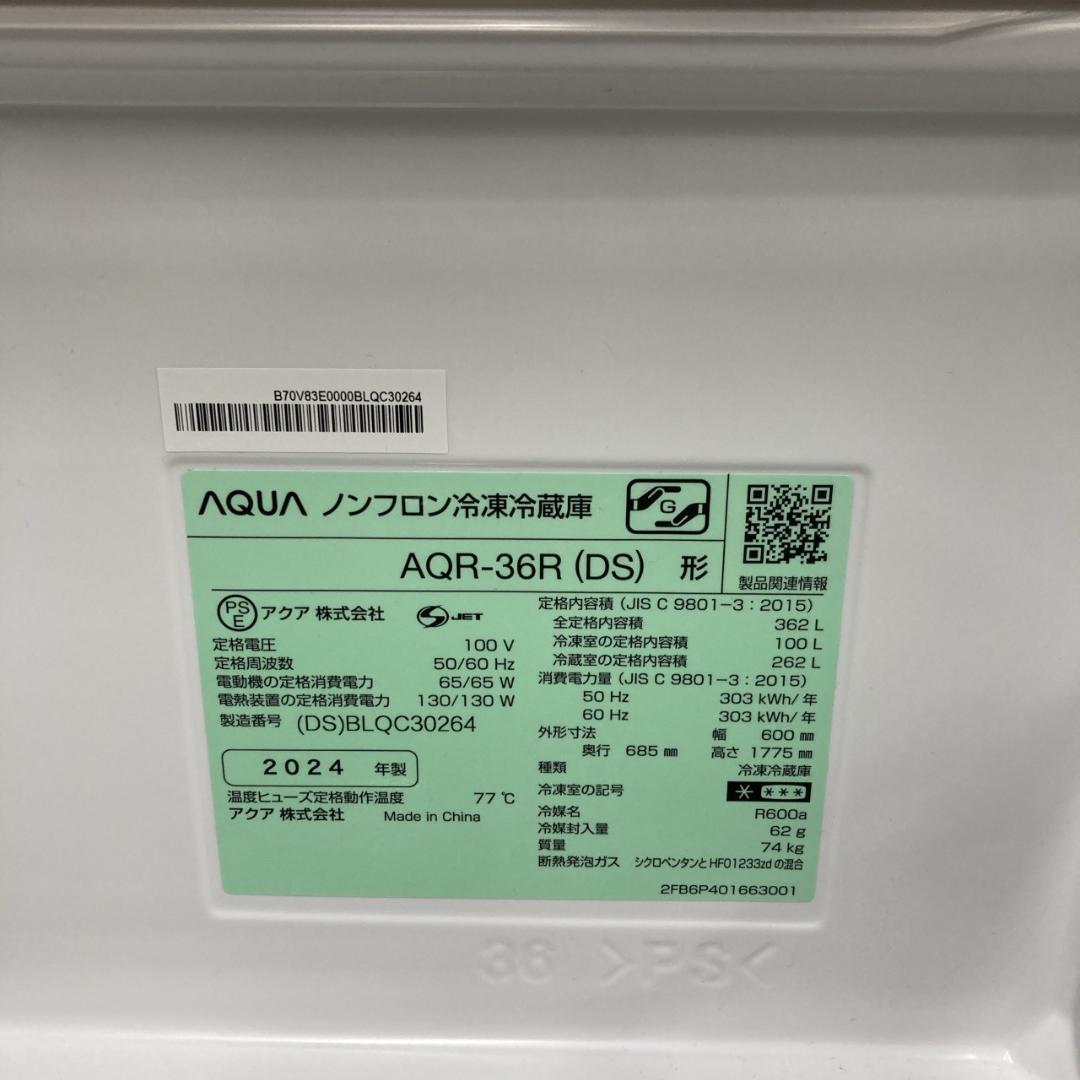 B70V83E0000BLQC30264
AQUA ノンフロン冷凍冷蔵庫
G
AQR-36R (DS) 形
製品関連情報
PS E アクア 株式会社 S JET
定格電圧 100 V
定格周波数 50/60 Hz
電動機の定格消費電力 65/65 W
電熱装置の定格消費電力 130/130 W
製造番号 (DS)BLQC30264
2024 年製
温度ヒューズ定格動作温度 77 ℃
アクア 株式会社 Made in China
定格内容積 (JIS C 9801-3:2015)
全定格内容積 362 L
冷凍室の定格内容積 100 L
冷蔵室の定格内容積 262 L
消費電力量 (JIS C 9801-3:2015)
50 Hz 303 kWh/年
60 Hz 303 kWh/年
外形寸法 幅 600 ㎜
奥行 685 ㎜ 高さ 1775 ㎜
種類 冷凍冷蔵庫
冷凍室の記号 * ***
冷媒名 R600a
冷媒封入量 62 g
質量 74 kg
断熱発泡ガス シクロペンタンとHFO1233zdの混合
2FB6P401663001
36 >PS<